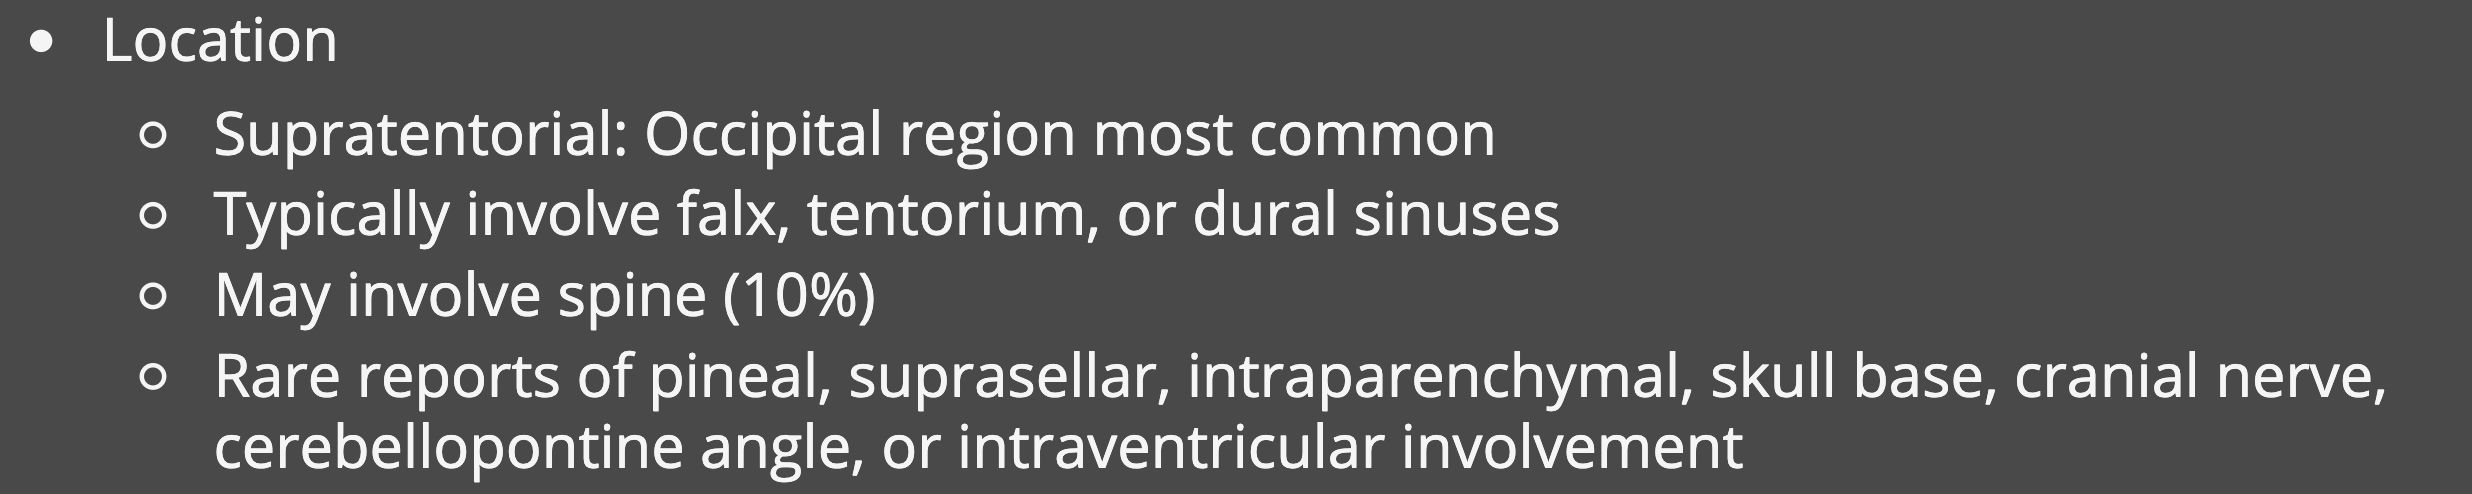 • Location
○ Supratentorial: Occipital region most common
○ Typically involve falx, tentorium, or dural sinuses
○ May involve spine (10%)
○ Rare reports of pineal, suprasellar, intraparenchymal, skull base, cranial nerve,
cerebellopontine angle, or intraventricular involvement